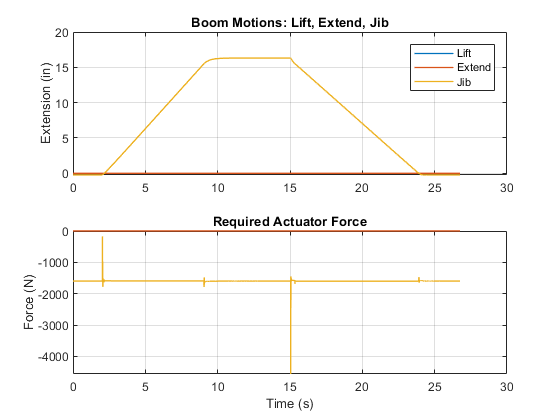 Boom Motions: Lift, Extend, Jib
20
15
10
5
0
Extension (in)
Lift
Extend
Jib
0 5 10 15 20 25 30
Required Actuator Force
0
-1000
-2000
-3000
-4000
Force (N)
0 5 10 15 20 25 30
Time (s)